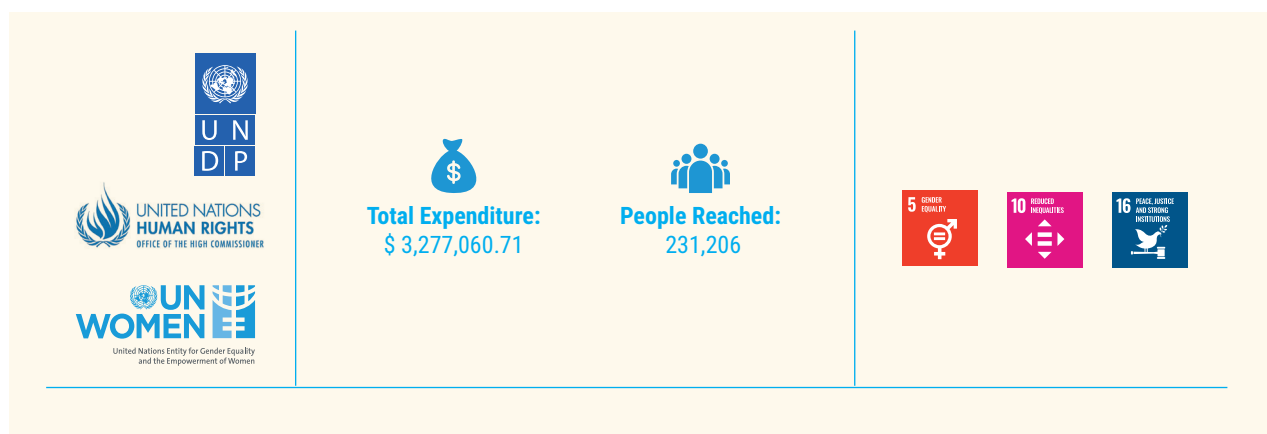 U N
D P
UNITED NATIONS
HUMAN RIGHTS
OFFICE OF THE HIGH COMMISSIONER
UN
WOMEN
United Nations Entity for Gender Equality
and the Empowerment of Women
$
Total Expenditure:
$ 3,277,060.71
People Reached:
231,206
5 GENDER
EQUALITY
10 REDUCED
INEQUALITIES
16 PEACE, JUSTICE
AND STRONG
INSTITUTIONS